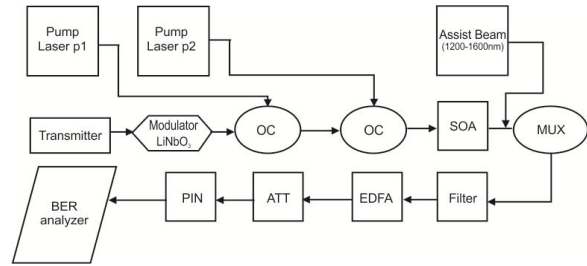 Pump
Laser p1
Pump
Laser p2
Assist Beam
(1200-1600nm)
Transmitter
Modulator
LiNbO₃
OC
OC
SOA
MUX
BER
analyzer
PIN
ATT
EDFA
Filter